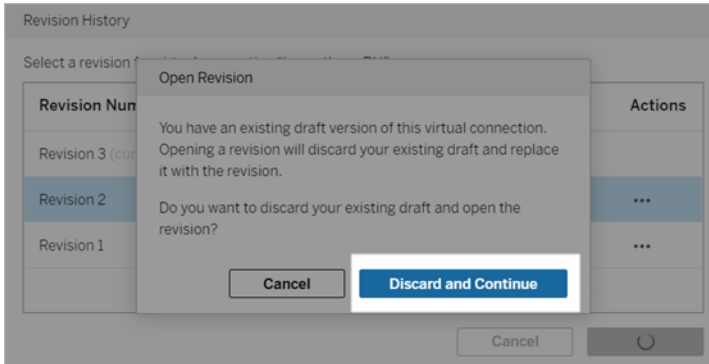 Revision History
Select a revision
Open Revision
Revision Num
Actions
You have an existing draft version of this virtual connection.
Opening a revision will discard your existing draft and replace
it with the revision.
Revision 3 (cur
Revision 2
•••
Do you want to discard your existing draft and open the
revision?
Revision 1
•••
Cancel
Discard and Continue
Cancel